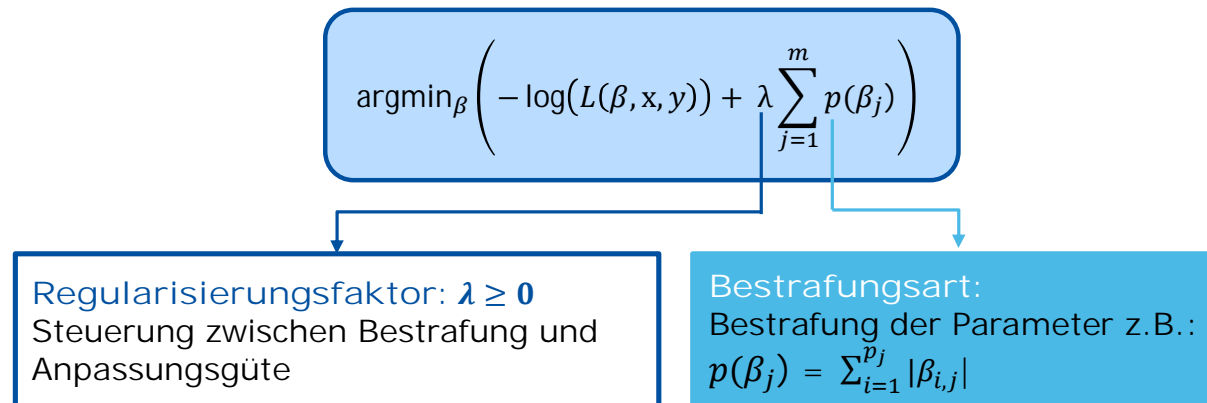 argmin_β ( − log(L(β, x, y)) + λ ∑_{j=1}^{m} p(β_j) )
Regularisierungsfaktor: λ ≥ 0
Steuerung zwischen Bestrafung und
Anpassungsgüte
Bestrafungsart:
Bestrafung der Parameter z.B.:
p(β_j) = ∑_{i=1}^{p_j} |β_{i,j}|